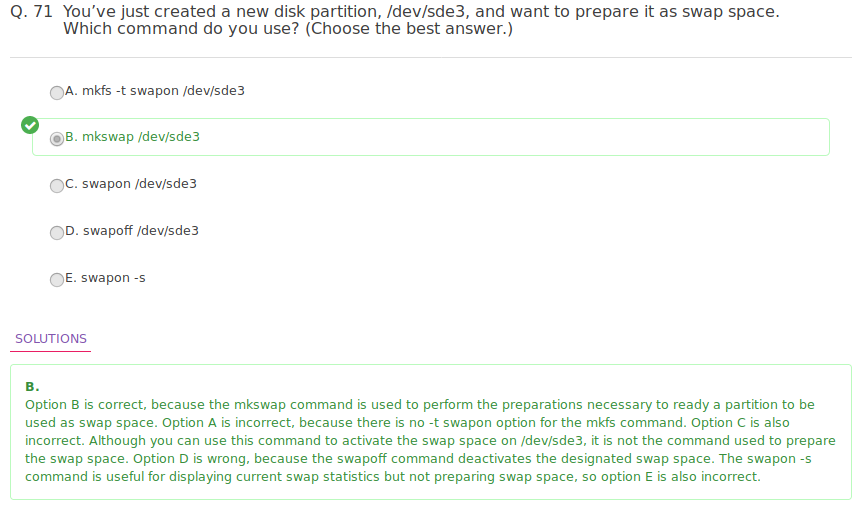 Q. 71 You’ve just created a new disk partition, /dev/sde3, and want to prepare it as swap space.
Which command do you use? (Choose the best answer.)
A. mkfs -t swapon /dev/sde3
B. mkswap /dev/sde3
C. swapon /dev/sde3
D. swapoff /dev/sde3
E. swapon -s
SOLUTIONS
B.
Option B is correct, because the mkswap command is used to perform the preparations necessary to ready a partition to be
used as swap space. Option A is incorrect, because there is no -t swapon option for the mkfs command. Option C is also
incorrect. Although you can use this command to activate the swap space on /dev/sde3, it is not the command used to prepare
the swap space. Option D is wrong, because the swapoff command deactivates the designated swap space. The swapon -s
command is useful for displaying current swap statistics but not preparing swap space, so option E is also incorrect.